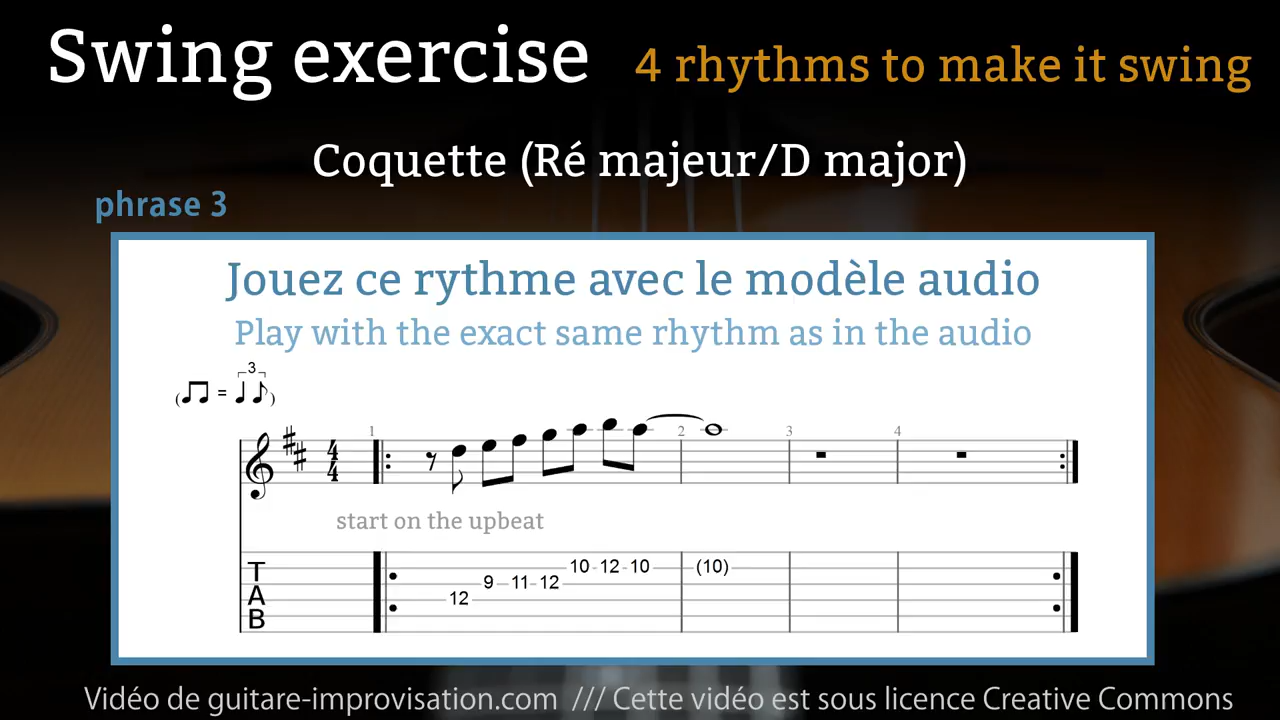 Swing exercise 4 rhythms to make it swing
Coquette (Ré majeur/D major)
phrase 3
Jouez ce rythme avec le modèle audio
Play with the exact same rhythm as in the audio
3
( = )
1 2 3 4
4
4
start on the upbeat
T
A
B
12 9 11 12 10 12 10 (10)
Vidéo de guitare-improvisation.com /// Cette vidéo est sous licence Creative Commons